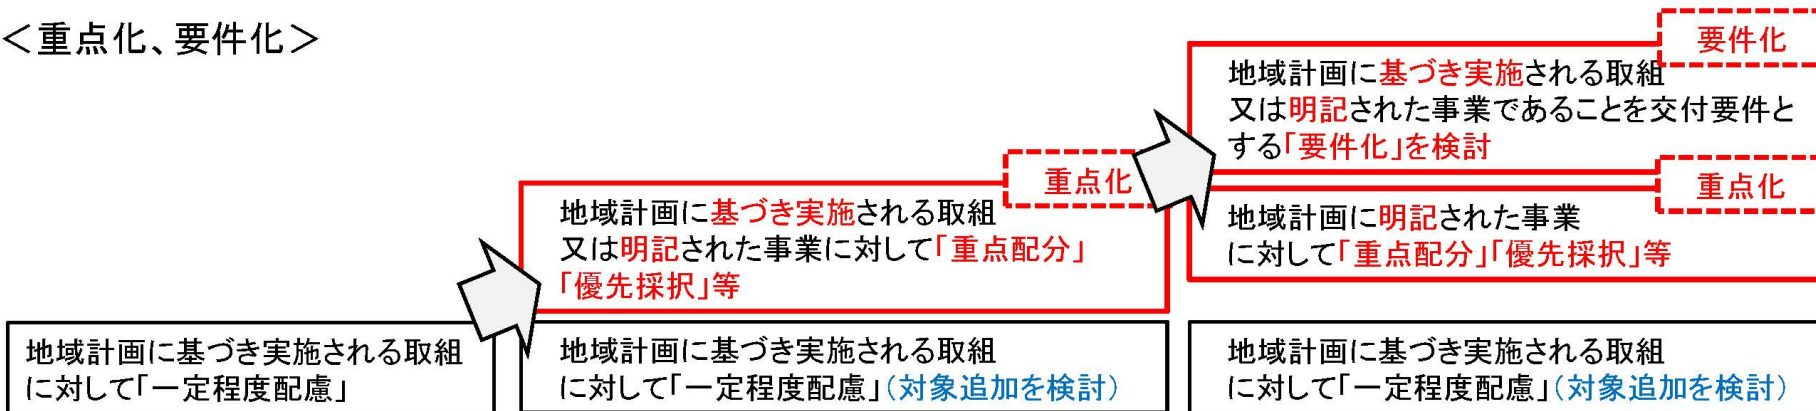 ＜重点化、要件化＞
地域計画に基づき実施される取組
に対して「一定程度配慮」
重点化
地域計画に基づき実施される取組
又は明記された事業に対して「重点配分」
「優先採択」等
地域計画に基づき実施される取組
に対して「一定程度配慮」（対象追加を検討）
要件化
地域計画に基づき実施される取組
又は明記された事業であることを交付要件と
する「要件化」を検討
重点化
地域計画に明記された事業
に対して「重点配分」「優先採択」等
地域計画に基づき実施される取組
に対して「一定程度配慮」（対象追加を検討）